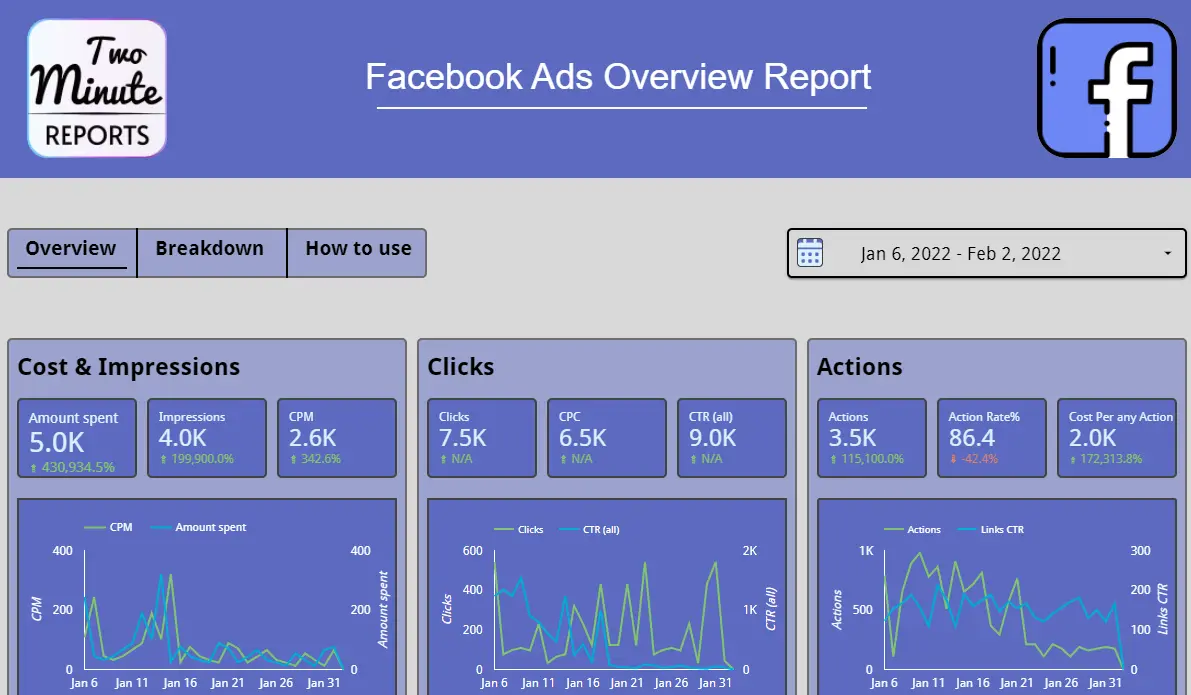 Two
Minute
REPORTS
Facebook Ads Overview Report
f
Overview
Breakdown
How to use
Jan 6, 2022 - Feb 2, 2022
Cost & Impressions
Amount spent
5.0K
430,934.5%
Impressions
4.0K
199,900.0%
CPM
2.6K
342.6%
CPM
Amount spent
400
200
0
CPM
400
200
0
Amount spent
Jan 6 Jan 11 Jan 16 Jan 21 Jan 26 Jan 31
Clicks
Clicks
7.5K
N/A
CPC
6.5K
N/A
CTR (all)
9.0K
N/A
Clicks
CTR (all)
600
400
200
0
Clicks
2K
1K
0
CTR (all)
Jan 6 Jan 11 Jan 16 Jan 21 Jan 26 Jan 31
Actions
Actions
3.5K
115,100.0%
Action Rate%
86.4
-42.4%
Cost Per any Action
2.0K
172,313.8%
Actions
Links CTR
1K
500
0
Actions
300
200
100
0
Links CTR
Jan 6 Jan 11 Jan 16 Jan 21 Jan 26 Jan 31